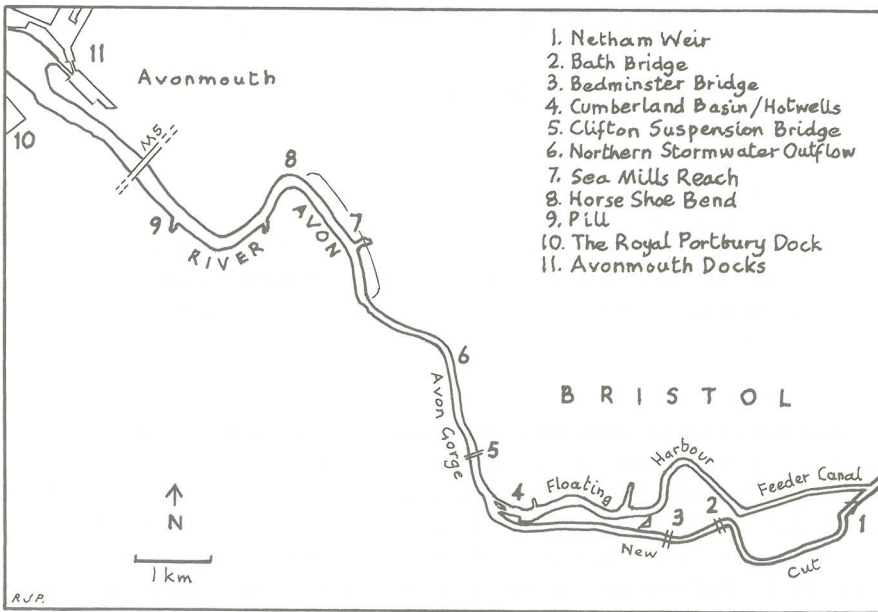 11
Avonmouth
10
M5
9
8
7
RIVER
AVON
1. Netham Weir
2. Bath Bridge
3. Bedminster Bridge
4. Cumberland Basin/Hotwells
5. Clifton Suspension Bridge
6. Northern Stormwater Outflow
7. Sea Mills Reach
8. Horse Shoe Bend
9. Pill
10. The Royal Portbury Dock
11. Avonmouth Docks
6
Avon Gorge
5
BRISTOL
4
Floating
Harbour
Feeder Canal
3
2
1
New
Cut
N
1 km
RJP.